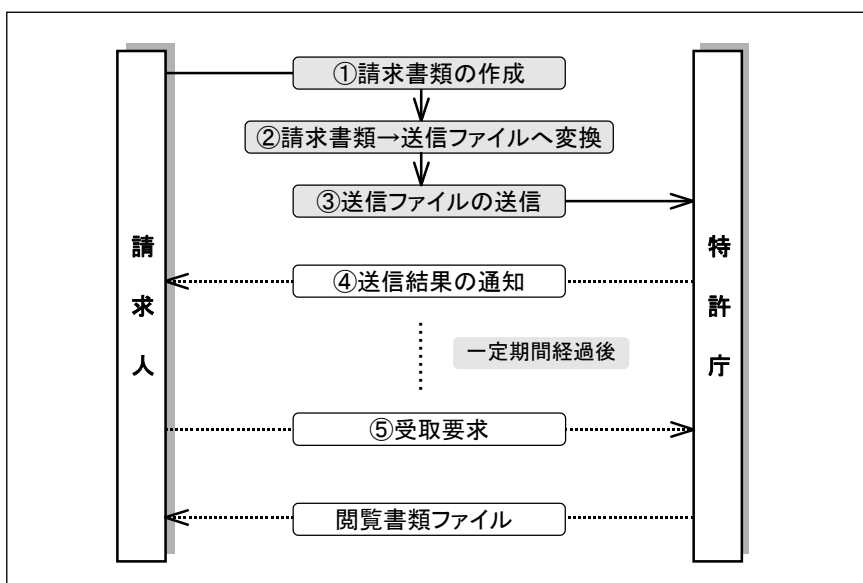 ①請求書類の作成
②請求書類→送信ファイルへ変換
③送信ファイルの送信
請求人
特許庁
④送信結果の通知
一定期間経過後
⑤受取要求
閲覧書類ファイル